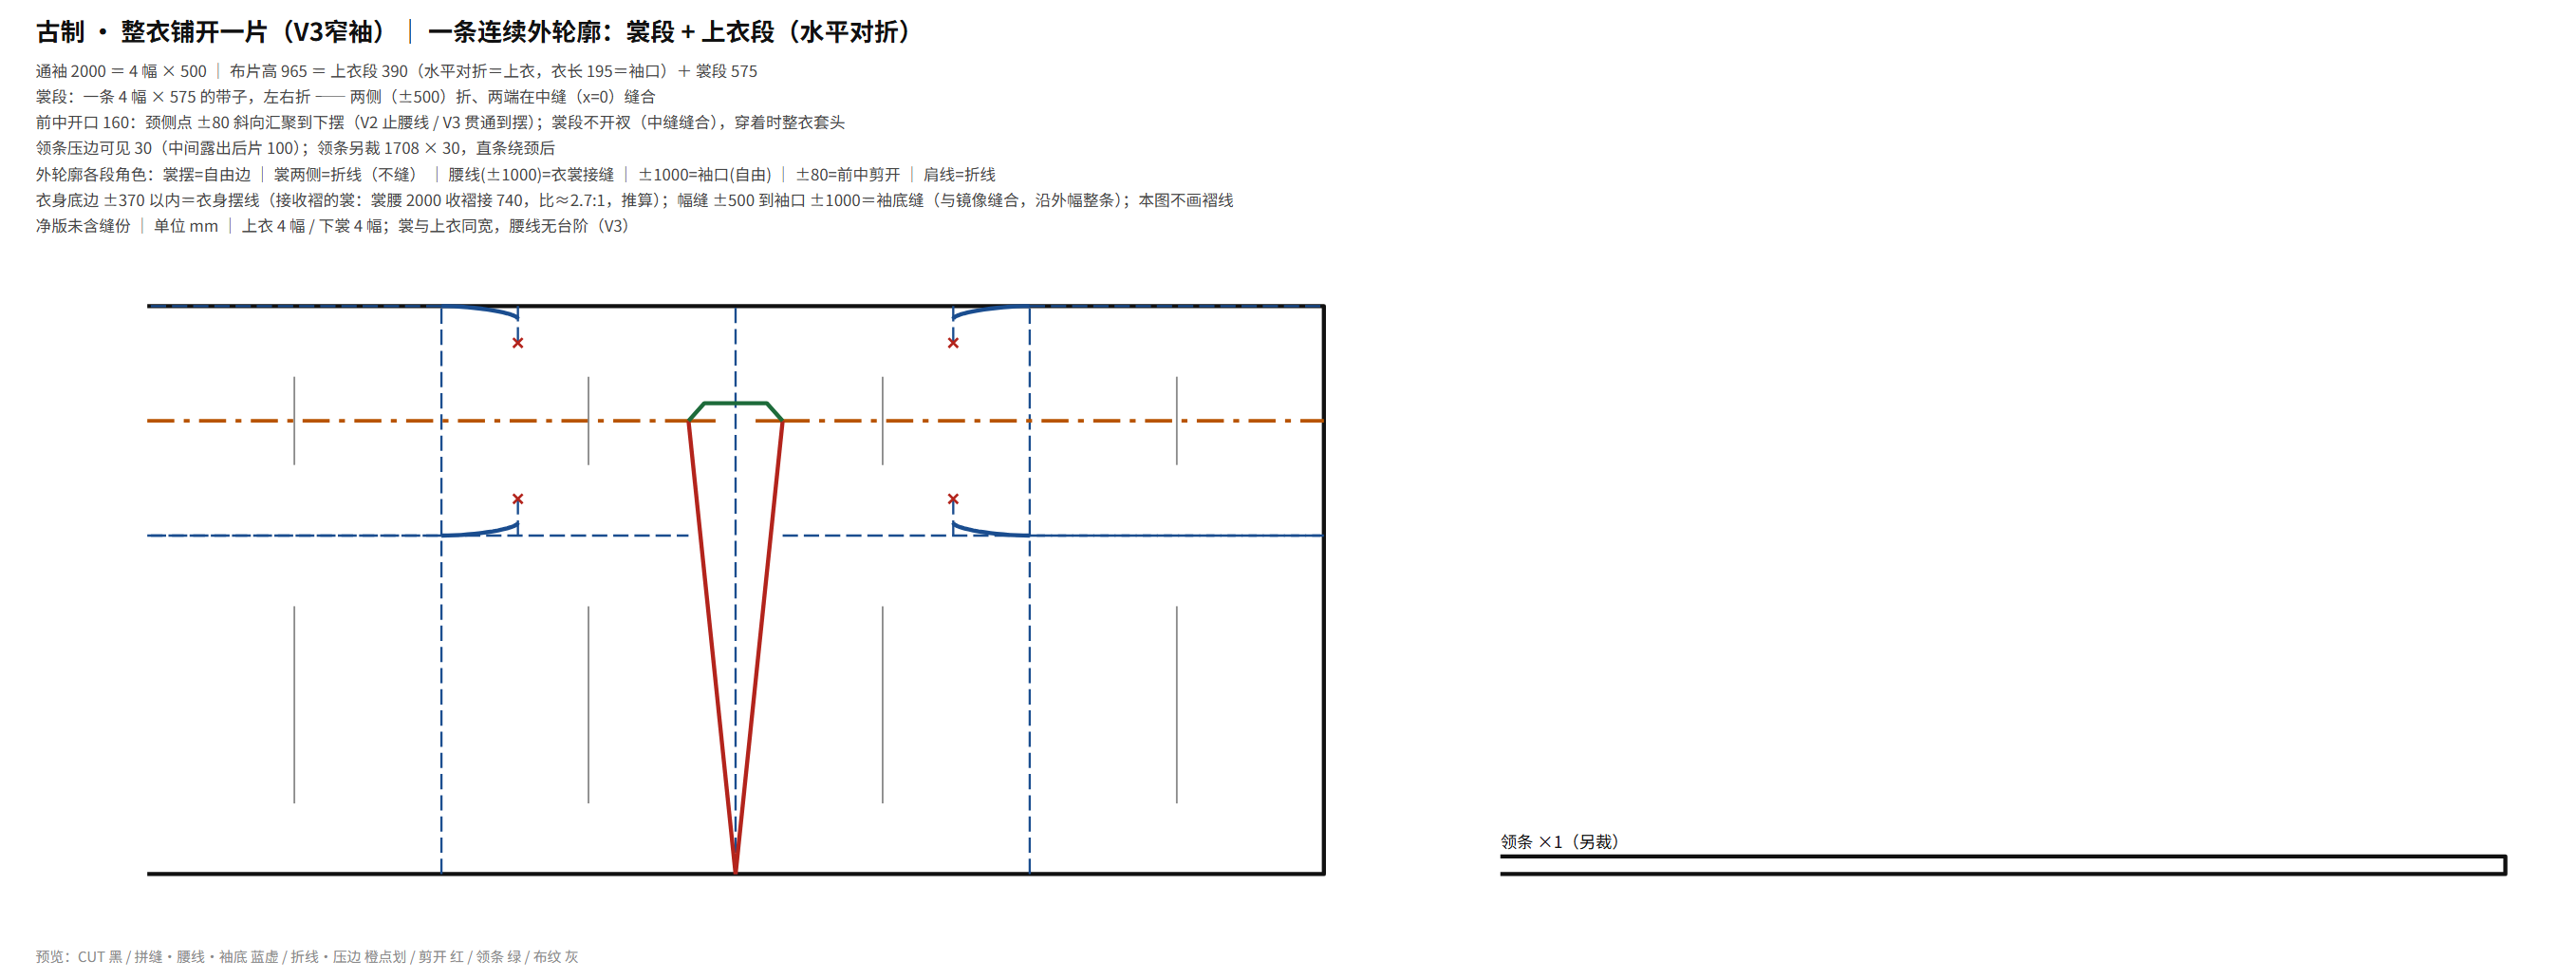 古制 · 整衣铺开一片（V3窄袖）｜ 一条连续外轮廓：裳段 + 上衣段（水平对折）
通袖 2000 ＝ 4 幅 × 500 ｜ 布片高 965 ＝ 上衣段 390（水平对折＝上衣，衣长 195＝袖口）＋ 裳段 575
裳段：一条 4 幅 × 575 的带子，左右折 —— 两侧（±500）折、两端在中缝（x=0）缝合
前中开口 160：颈侧点 ±80 斜向汇聚到下摆（V2 止腰线 / V3 贯通到摆）；裳段不开衩（中缝缝合），穿着时整衣套头
领条压边可见 30（中间露出后片 100）；领条另裁 1708 × 30，直条绕颈后
外轮廓各段角色：裳摆=自由边 ｜ 裳两侧=折线（不缝） ｜ 腰线(±1000)=衣裳接缝 ｜ ±1000=袖口(自由) ｜ ±80=前中剪开 ｜ 肩线=折线
衣身底边 ±370 以内＝衣身摆线（接收褶的裳：裳腰 2000 收褶接 740，比≈2.7:1，推算）；幅缝 ±500 到袖口 ±1000＝袖底缝（与镜像缝合，沿外幅整条）；本图不画褶线
净版未含缝份 ｜ 单位 mm ｜ 上衣 4 幅 / 下裳 4 幅；裳与上衣同宽，腰线无台阶（V3）
领条 ×1（另裁）
预览：CUT 黑 / 拼缝・腰线・袖底 蓝虚 / 折线・压边 橙点划 / 剪开 红 / 领条 绿 / 布纹 灰